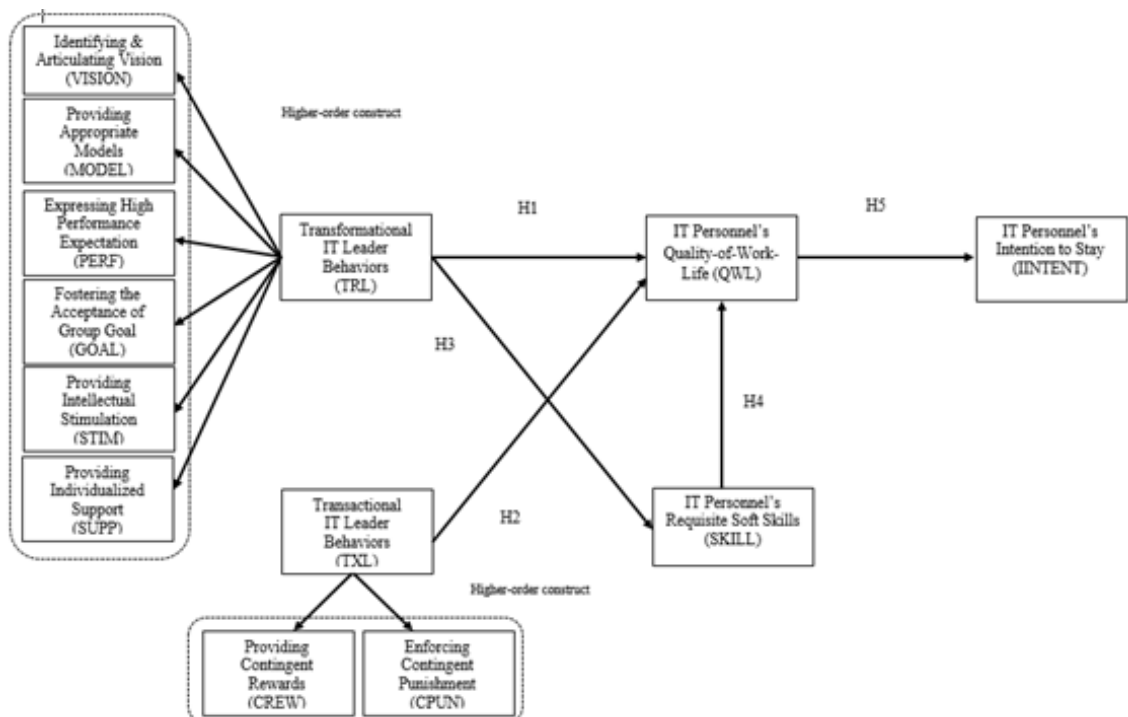 Identifying &
Articulating Vision
(VISION)
Providing
Appropriate
Models
(MODEL)
Expressing High
Performance
Expectation
(PERF)
Fostering the
Acceptance of
Group Goal
(GOAL)
Providing
Intellectual
Stimulation
(STIM)
Providing
Individualized
Support
(SUPP)
Higher-order construct
Transformational
IT Leader
Behaviors
(TRL)
H1
IT Personnel's
Quality-of-Work-
Life (QWL)
H5
IT Personnel's
Intention to Stay
(IINTENT)
H3
H4
Transactional
IT Leader
Behaviors
(TXL)
H2
IT Personnel's
Requisite Soft Skills
(SKILL)
Higher-order construct
Providing
Contingent
Rewards
(CREW)
Enforcing
Contingent
Punishment
(CPUN)